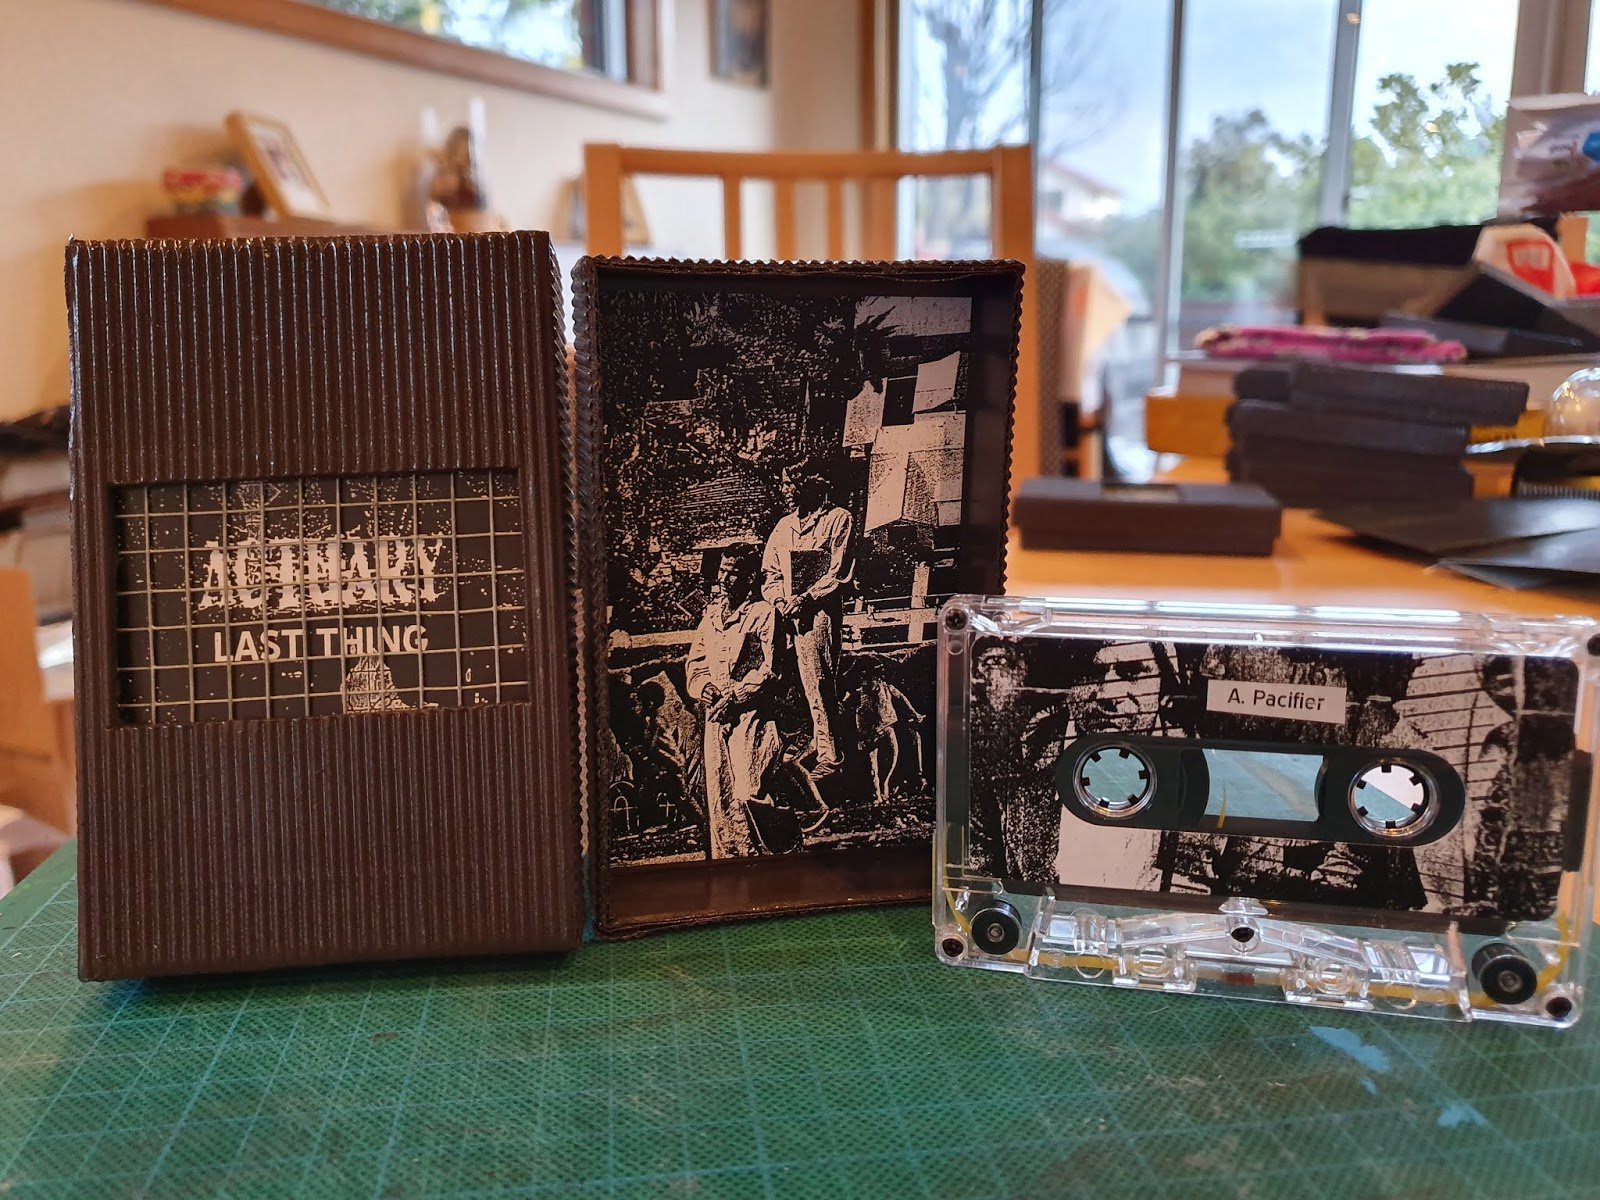 ACTUARY
LAST THING
A. Pacifier